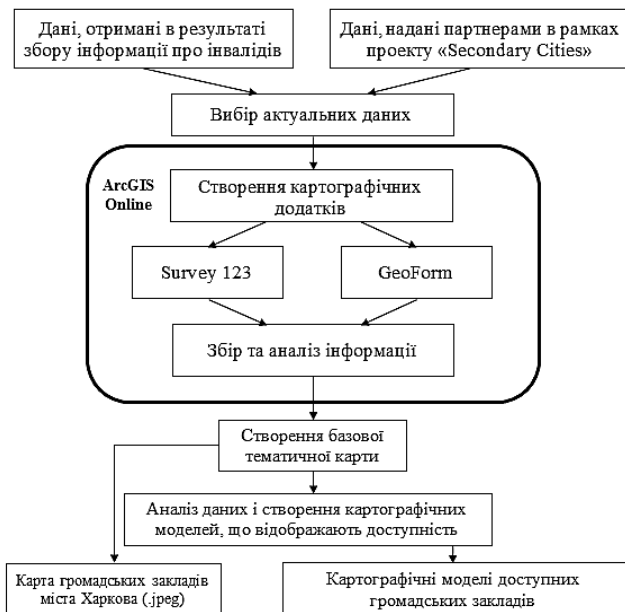 Дані, отримані в результаті
збору інформації про інвалідів
Дані, надані партнерами в рамках
проекту «Secondary Cities»
Вибір актуальних даних
ArcGIS
Online
Створення картографічних
додатків
Survey 123
GeoForm
Збір та аналіз інформації
Створення базової
тематичної карти
Аналіз даних і створення картографічних
моделей, що відображають доступність
Карта громадських закладів
міста Харкова (.jpeg)
Картографічні моделі доступних
громадських закладів